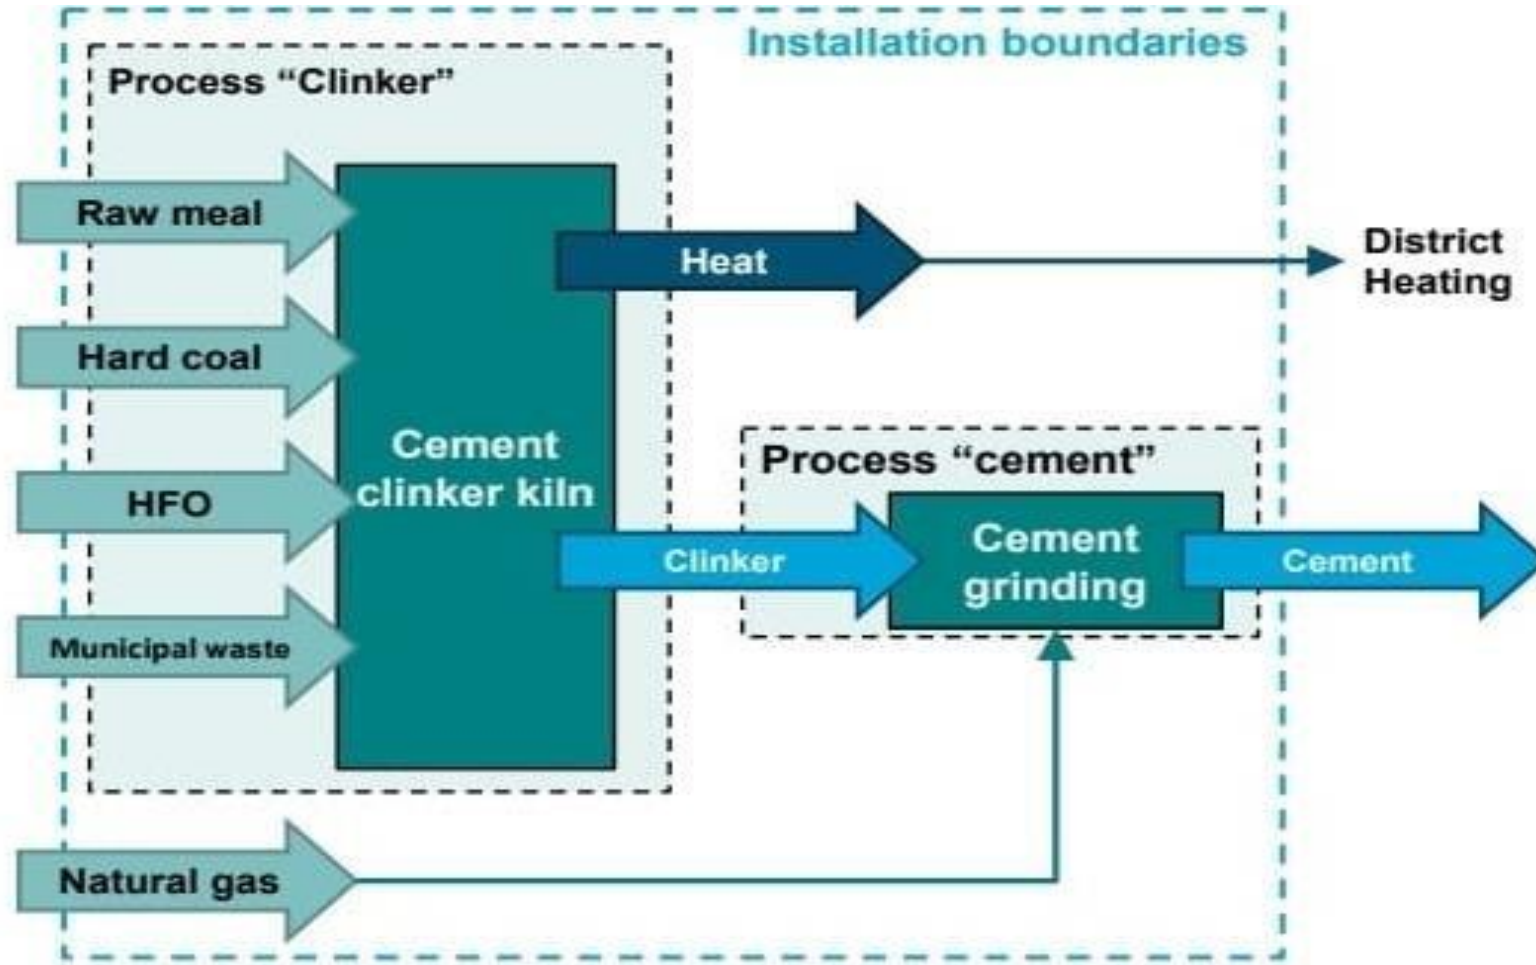 Installation boundaries
Process “Clinker”
Raw meal
Hard coal
HFO
Municipal waste
Natural gas
Cement
clinker kiln
Heat
District
Heating
Clinker
Process “cement”
Cement
grinding
Cement